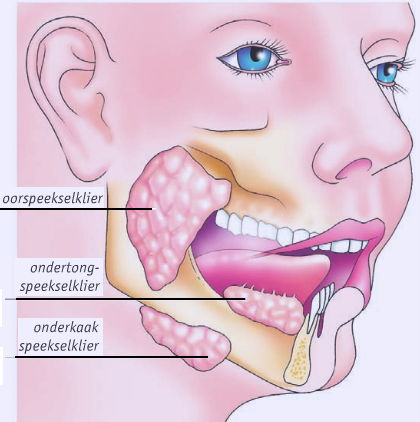 oorspeekselklier
ondertong-
speekselklier
onderkaak
speekselklier